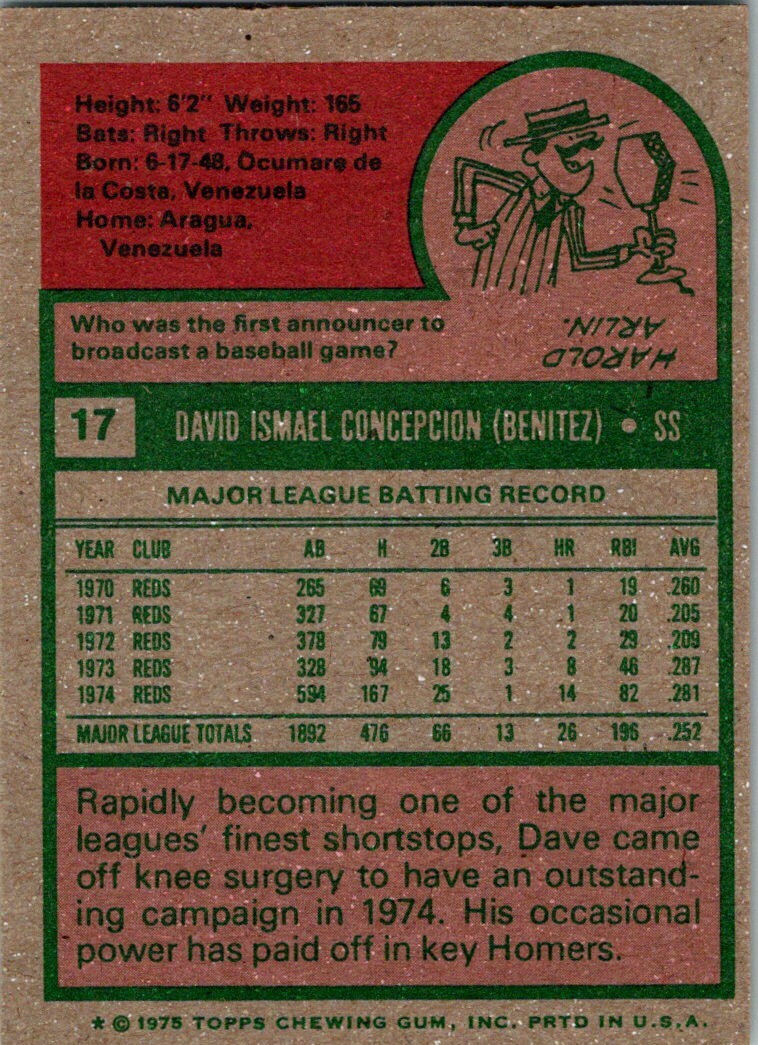 Height: 6'2" Weight: 165
Bats: Right Throws: Right
Born: 6-17-48, Ocumare de
la Costa, Venezuela
Home: Aragua,
Venezuela
Who was the first announcer to
broadcast a baseball game?
HAROLD
ARLIN.
17 DAVID ISMAEL CONCEPCION (BENITEZ) • SS
MAJOR LEAGUE BATTING RECORD
YEAR CLUB AB H 2B 3B HR RBI AVG
1970 REDS 265 69 6 3 1 19 .260
1971 REDS 327 67 4 4 1 20 .205
1972 REDS 378 79 13 2 2 29 .209
1973 REDS 328 94 18 3 8 46 .287
1974 REDS 594 167 25 1 14 82 .281
MAJOR LEAGUE TOTALS 1892 476 66 13 26 196 .252
Rapidly becoming one of the major
leagues' finest shortstops, Dave came
off knee surgery to have an outstand-
ing campaign in 1974. His occasional
power has paid off in key Homers.
* © 1975 TOPPS CHEWING GUM, INC. PRTD IN U.S.A.